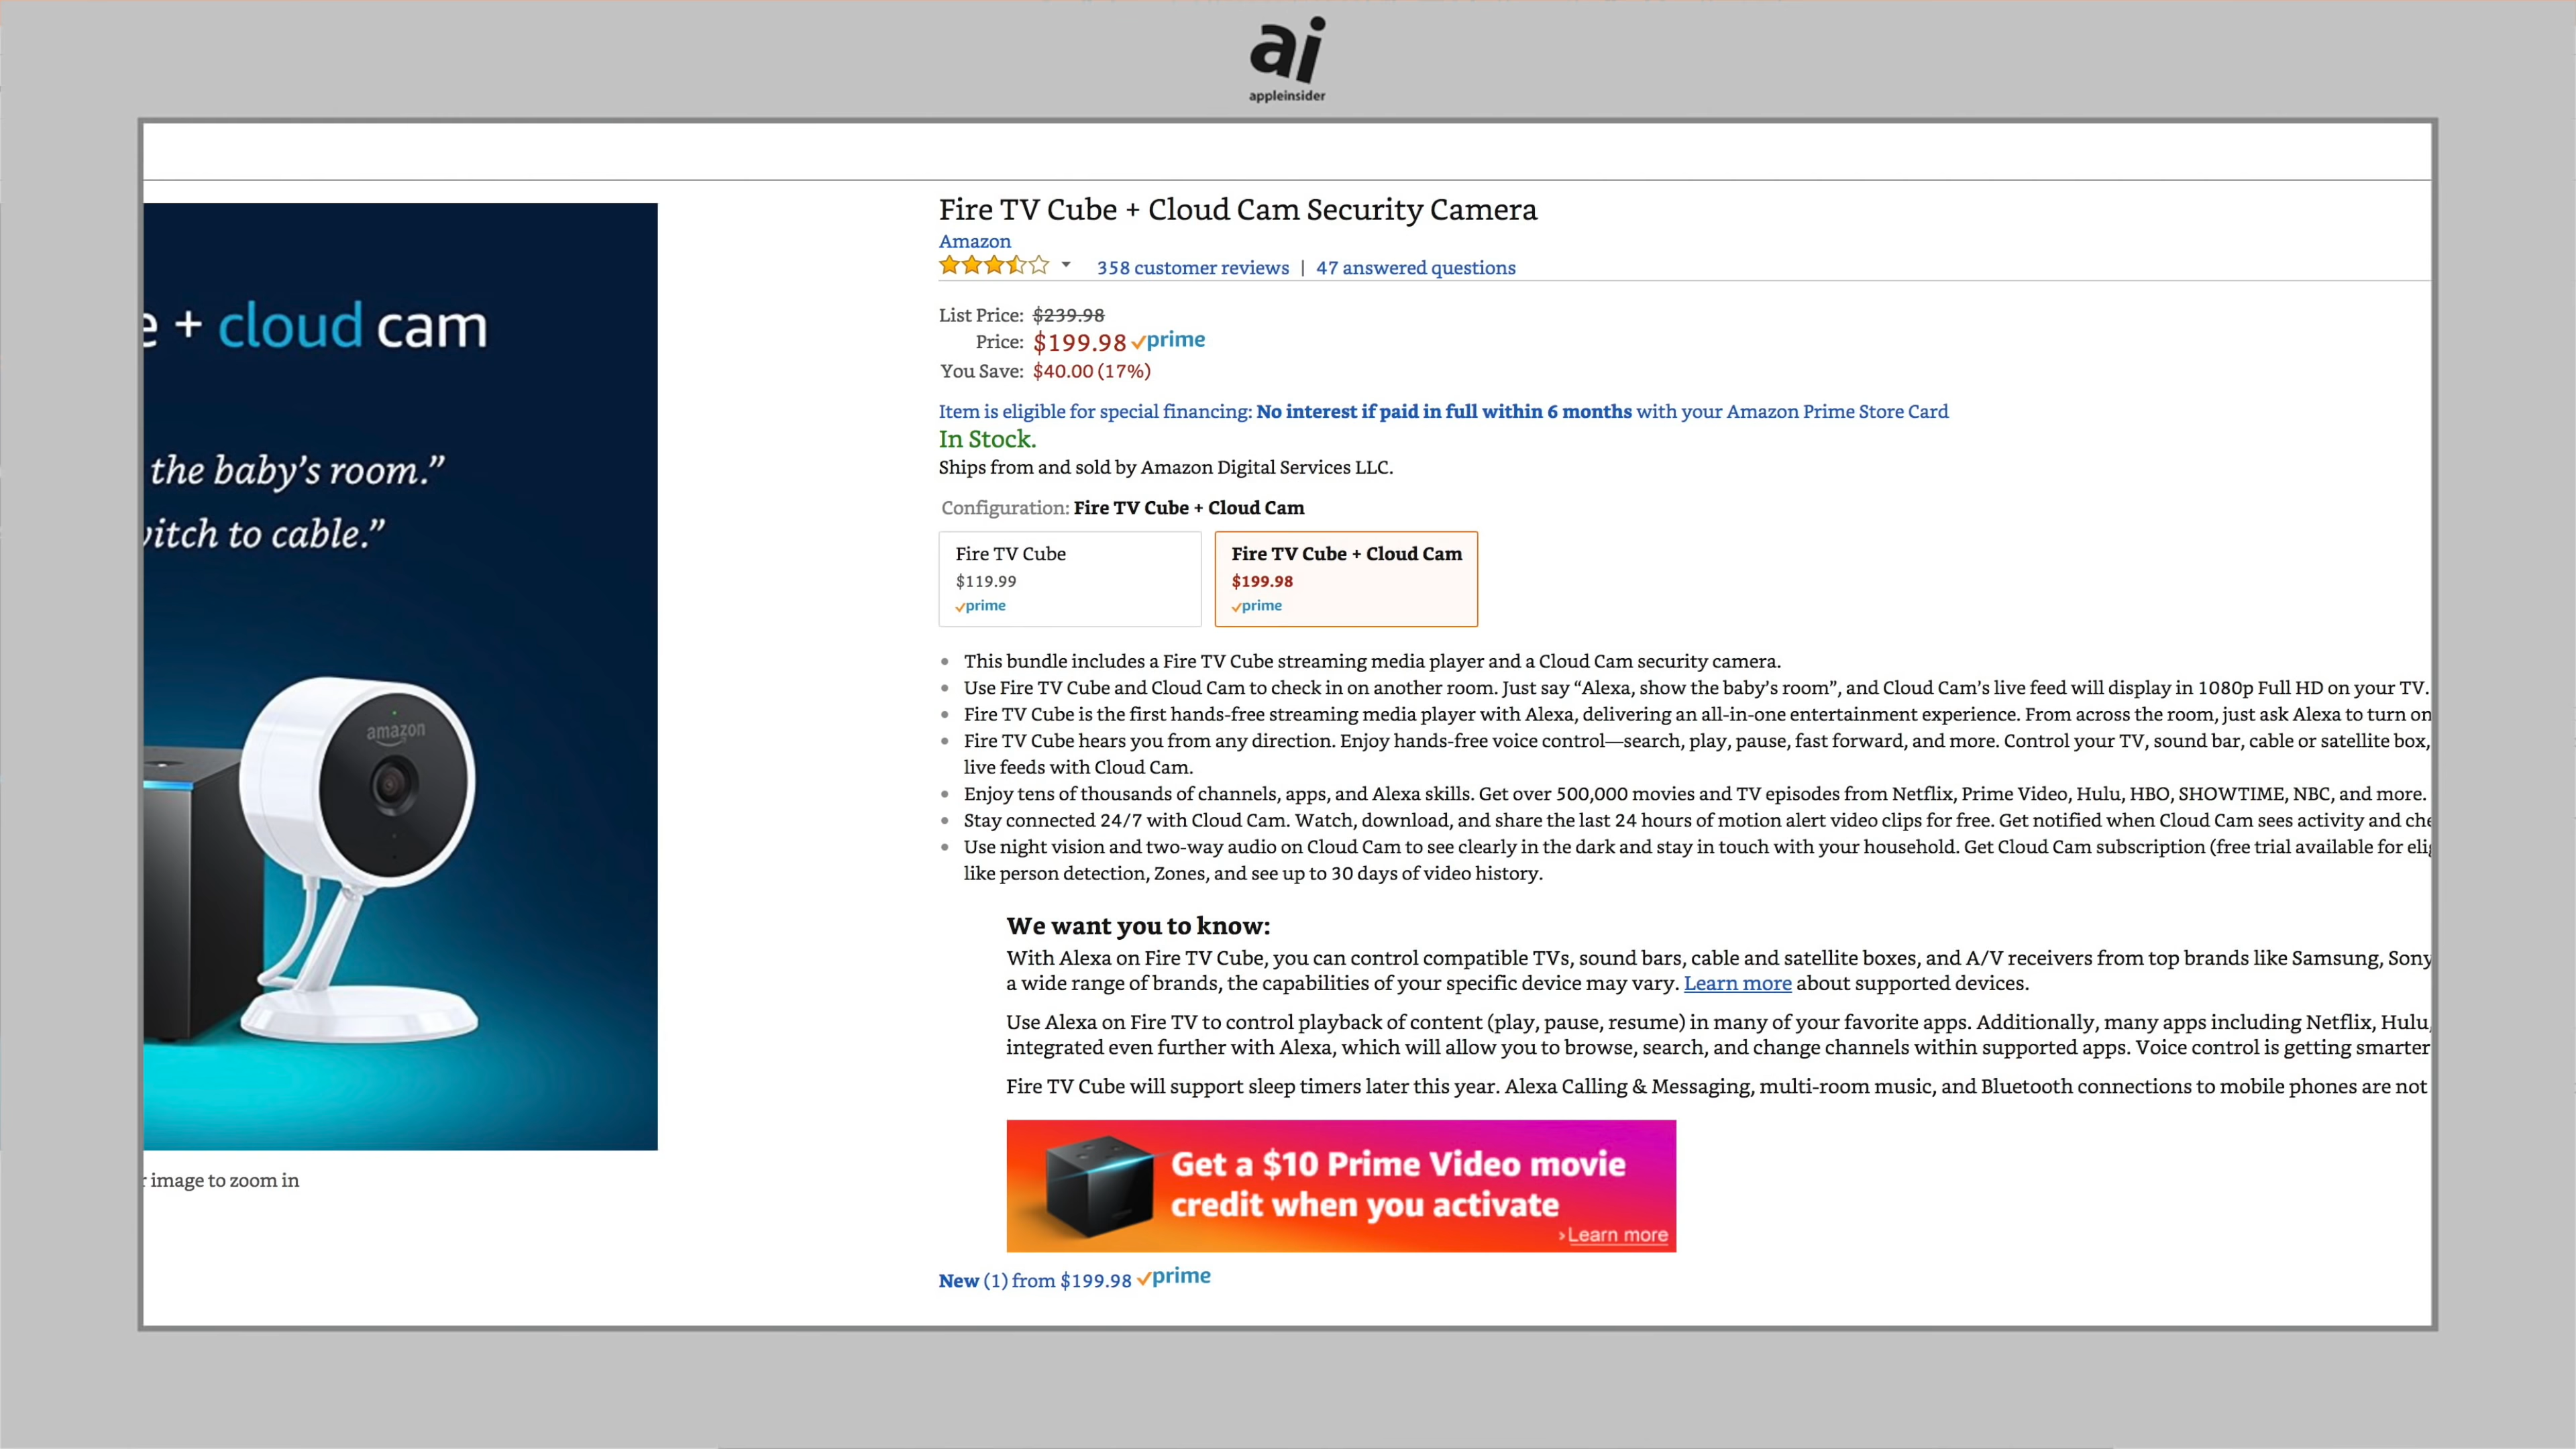 ai
appleinsider
e + cloud cam
the baby’s room.”
witch to cable.”
amazon
r image to zoom in
Fire TV Cube + Cloud Cam Security Camera
Amazon
358 customer reviews | 47 answered questions
List Price: $239.98
Price: $199.98 prime
You Save: $40.00 (17%)
Item is eligible for special financing: No interest if paid in full within 6 months with your Amazon Prime Store Card
In Stock.
Ships from and sold by Amazon Digital Services LLC.
Configuration: Fire TV Cube + Cloud Cam
Fire TV Cube
$119.99
prime
Fire TV Cube + Cloud Cam
$199.98
prime
• This bundle includes a Fire TV Cube streaming media player and a Cloud Cam security camera.
• Use Fire TV Cube and Cloud Cam to check in on another room. Just say “Alexa, show the baby’s room”, and Cloud Cam’s live feed will display in 1080p Full HD on your TV.
• Fire TV Cube is the first hands-free streaming media player with Alexa, delivering an all-in-one entertainment experience. From across the room, just ask Alexa to turn on
• Fire TV Cube hears you from any direction. Enjoy hands-free voice control—search, play, pause, fast forward, and more. Control your TV, sound bar, cable or satellite box,
live feeds with Cloud Cam.
• Enjoy tens of thousands of channels, apps, and Alexa skills. Get over 500,000 movies and TV episodes from Netflix, Prime Video, Hulu, HBO, SHOWTIME, NBC, and more.
• Stay connected 24/7 with Cloud Cam. Watch, download, and share the last 24 hours of motion alert video clips for free. Get notified when Cloud Cam sees activity and che
• Use night vision and two-way audio on Cloud Cam to see clearly in the dark and stay in touch with your household. Get Cloud Cam subscription (free trial available for elig
like person detection, Zones, and see up to 30 days of video history.
We want you to know:
With Alexa on Fire TV Cube, you can control compatible TVs, sound bars, cable and satellite boxes, and A/V receivers from top brands like Samsung, Sony
a wide range of brands, the capabilities of your specific device may vary. Learn more about supported devices.
Use Alexa on Fire TV to control playback of content (play, pause, resume) in many of your favorite apps. Additionally, many apps including Netflix, Hulu,
integrated even further with Alexa, which will allow you to browse, search, and change channels within supported apps. Voice control is getting smarter
Fire TV Cube will support sleep timers later this year. Alexa Calling & Messaging, multi-room music, and Bluetooth connections to mobile phones are not
Get a $10 Prime Video movie
credit when you activate
› Learn more
New (1) from $199.98 prime